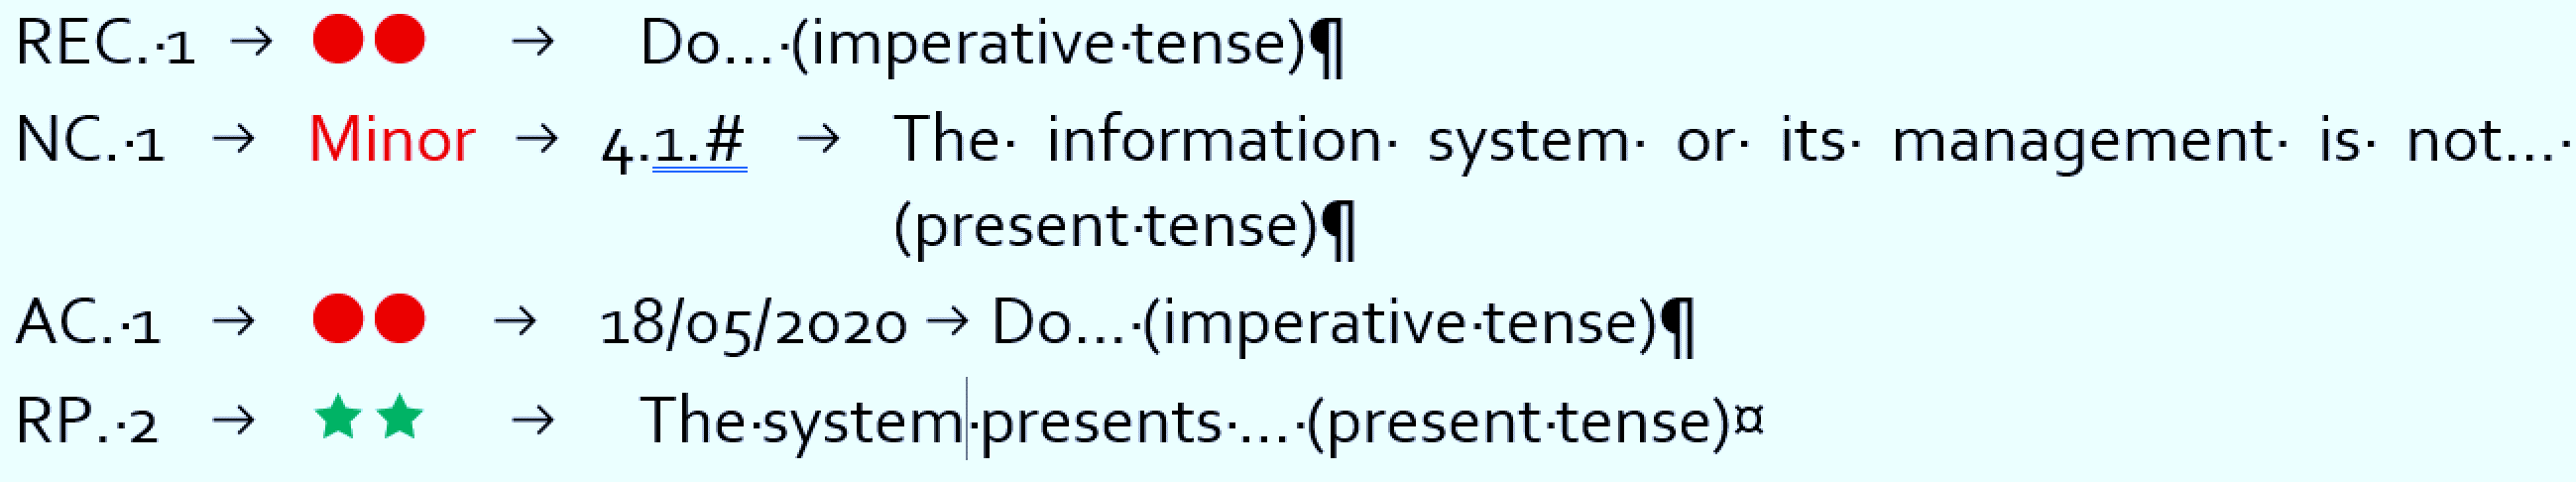 REC.·1 → ●● → Do...·(imperative·tense)¶
NC.·1 → Minor → 4.1.# → The· information· system· or· its· management· is· not...·
(present·tense)¶
AC.·1 → ●● → 18/05/2020 → Do...·(imperative·tense)¶
RP.·2 → ★★ → The·system·presents·...·(present·tense)¤